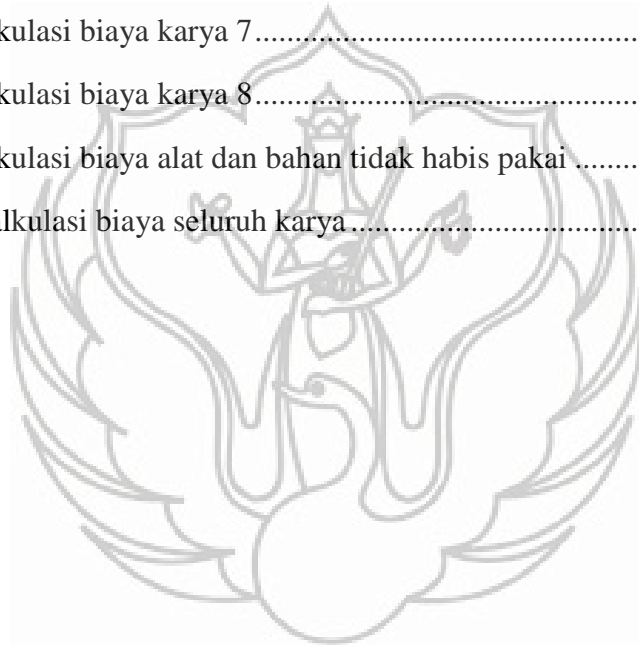 kulasi biaya karya 7
kulasi biaya karya 8
kulasi biaya alat dan bahan tidak habis pakai
alkulasi biaya seluruh karya